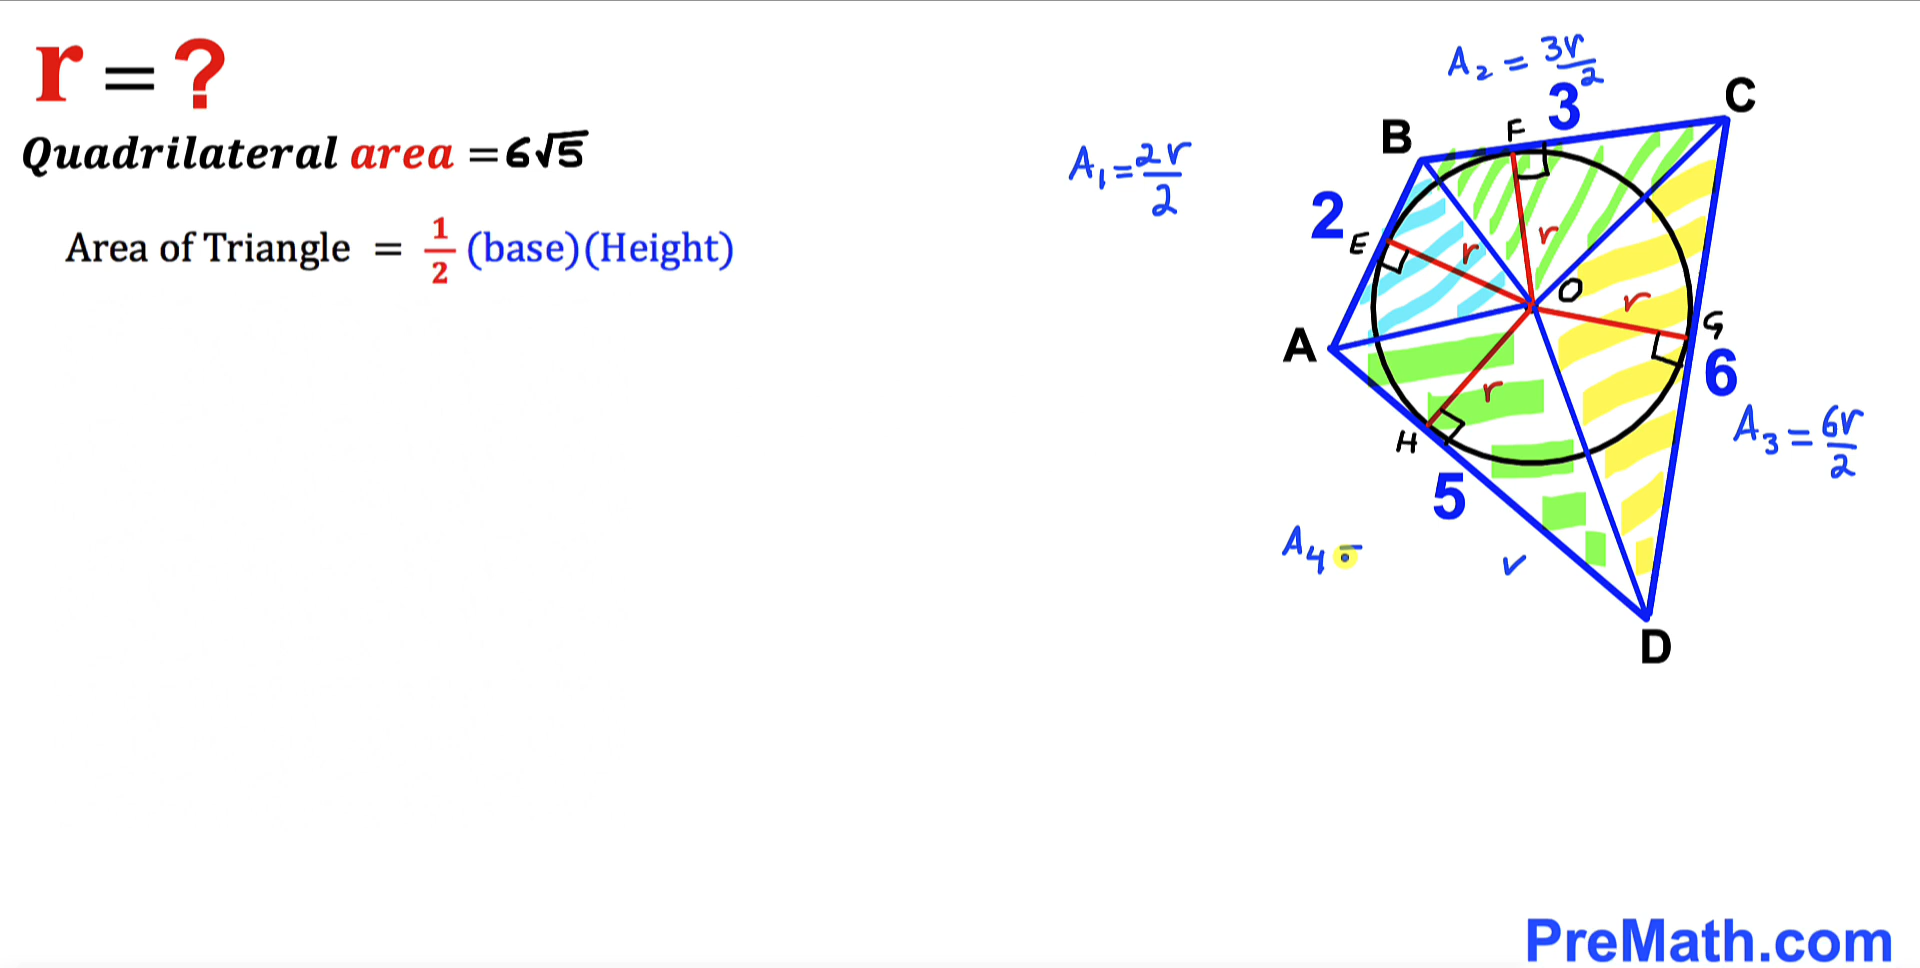 r = ?
Quadrilateral area = 6√5
Area of Triangle = 1/2 (base)(Height)
A₂ = 3r/2
3
C
B
F
A₁ = 2r/2
2
E
r
r
O
r
G
A
6
r
A₃ = 6r/2
H
5
A₄ =
✓
D
PreMath.com